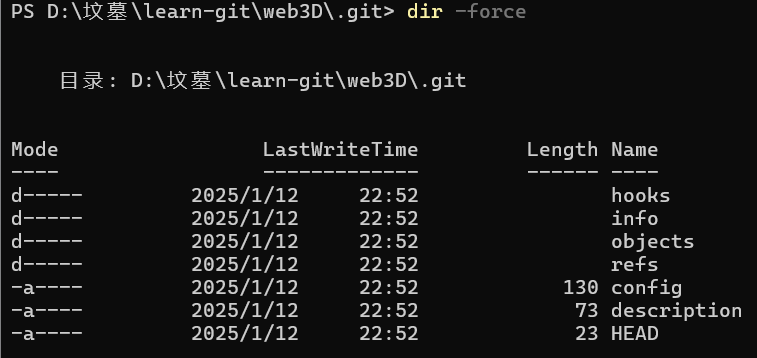 PS D:\坟墓\learn-git\web3D\.git> dir -force
目录: D:\坟墓\learn-git\web3D\.git
Mode                 LastWriteTime         Length Name
----                 -------------         ------ ----
d-----         2025/1/12     22:52                hooks
d-----         2025/1/12     22:52                info
d-----         2025/1/12     22:52                objects
d-----         2025/1/12     22:52                refs
-a----         2025/1/12     22:52            130 config
-a----         2025/1/12     22:52             73 description
-a----         2025/1/12     22:52             23 HEAD